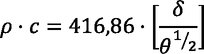 ρ · c = 416,86 · [δ / θ^1/2]